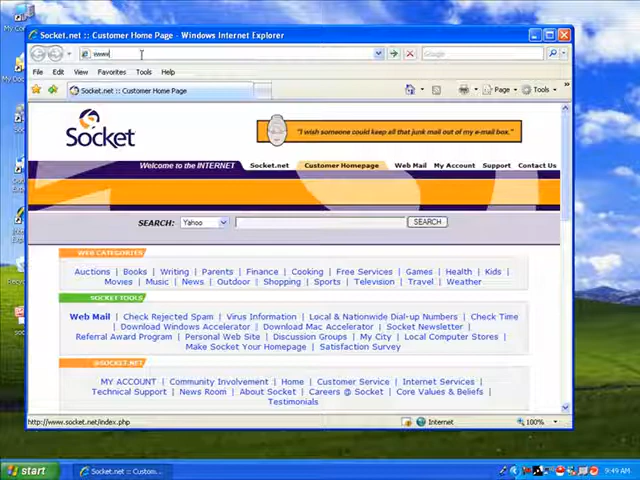 Socket.net :: Customer Home Page - Windows Internet Explorer
www
Google
File Edit View Favorites Tools Help
Socket.net :: Customer Home Page
Page Tools
Socket
"I wish someone could keep all that junk mail out of my e-mail box."
Welcome to the INTERNET Socket.net Customer Homepage Web Mail My Account Support Contact Us
SEARCH: Yahoo SEARCH
WEB CATEGORIES
Auctions | Books | Writing | Parents | Finance | Cooking | Free Services | Games | Health | Kids |
Movies | Music | News | Outdoor | Shopping | Sports | Television | Travel | Weather
SOCKET TOOLS
Web Mail | Check Rejected Spam | Virus Information | Local & Nationwide Dial-up Numbers | Check Time
| Download Windows Accelerator | Download Mac Accelerator | Socket Newsletter |
Referral Award Program | Personal Web Site | Discussion Groups | My City | Local Computer Stores |
Make Socket Your Homepage | Satisfaction Survey
@SOCKET.NET
MY ACCOUNT | Community Involvement | Home | Customer Service | Internet Services |
Technical Support | News Room | About Socket | Careers @ Socket | Core Values & Beliefs |
Testimonials
http://www.socket.net/index.php Internet 100%
start Socket.net :: Custom... 9:49 AM